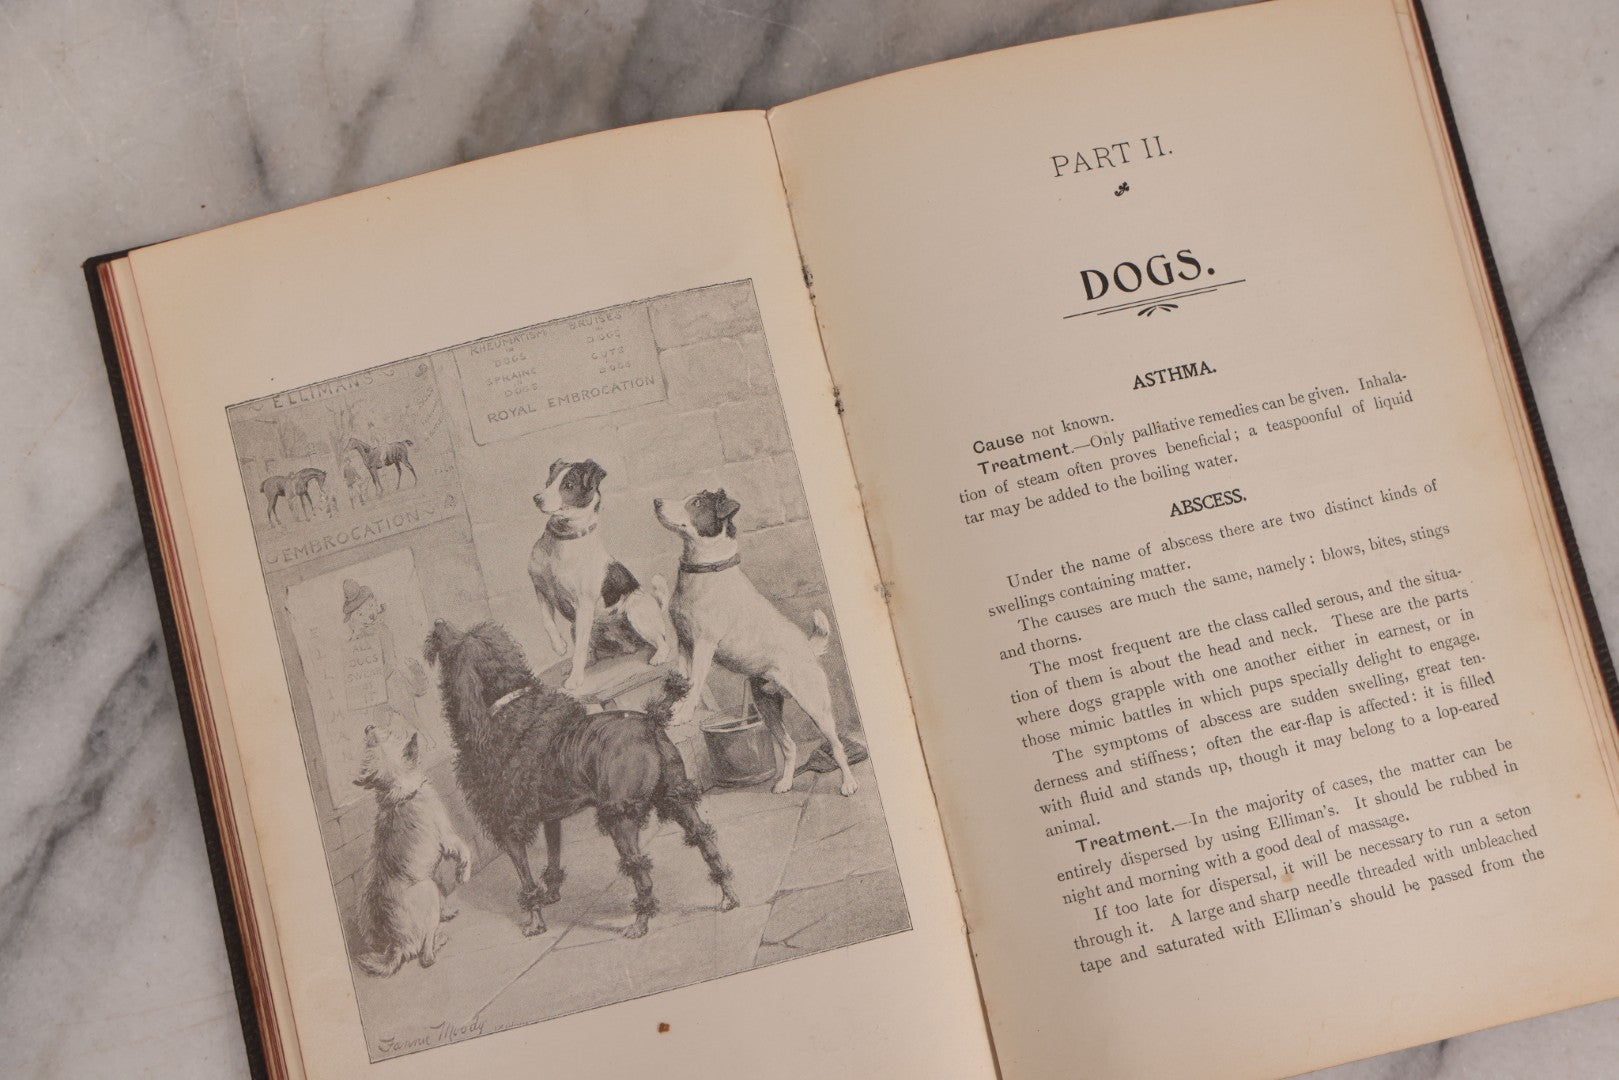 ELLIMAN'S
EMBROCATION
RHEUMATISM
IN
DOGS
SPRAINS
DOGS
BRUISES
IN
DOGS
CUTS
DOGS
ROYAL EMBROCATION
ALL
DOGS
Fannie Moody
PART II.
DOGS.
ASTHMA.
Cause not known.
Treatment.—Only palliative remedies can be given. Inhala-
tion of steam often proves beneficial; a teaspoonful of liquid
tar may be added to the boiling water.
ABSCESS.
Under the name of abscess there are two distinct kinds of
swellings containing matter.
The causes are much the same, namely: blows, bites, stings
and thorns.
The most frequent are the class called serous, and the situa-
tion of them is about the head and neck. These are the parts
where dogs grapple with one another either in earnest, or in
those mimic battles in which pups specially delight to engage.
The symptoms of abscess are sudden swelling, great ten-
derness and stiffness; often the ear-flap is affected: it is filled
with fluid and stands up, though it may belong to a lop-eared
animal.
Treatment.—In the majority of cases, the matter can be
entirely dispersed by using Elliman's. It should be rubbed in
night and morning with a good deal of massage.
If too late for dispersal, it will be necessary to run a seton
through it. A large and sharp needle threaded with unbleached
tape and saturated with Elliman's should be passed from the